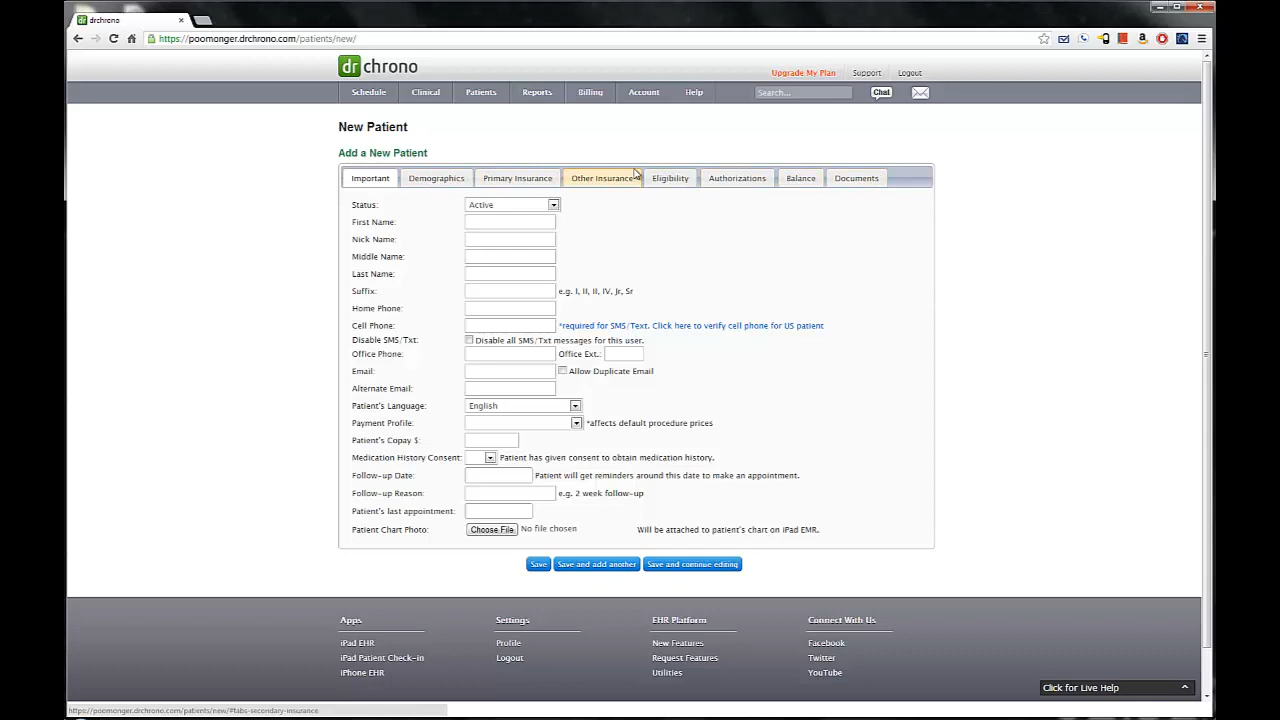 drchrono
https://poomonger.drchrono.com/patients/new/
dr chrono
Upgrade My Plan Support Logout
Schedule Clinical Patients Reports Billing Account Help Search... Chat
New Patient
Add a New Patient
Important Demographics Primary Insurance Other Insurance Eligibility Authorizations Balance Documents
Status: Active
First Name:
Nick Name:
Middle Name:
Last Name:
Suffix: e.g. I, II, II, IV, Jr, Sr
Home Phone:
Cell Phone: *required for SMS/Text. Click here to verify cell phone for US patient
Disable SMS/Txt: Disable all SMS/Txt messages for this user.
Office Phone: Office Ext.:
Email: Allow Duplicate Email
Alternate Email:
Patient's Language: English
Payment Profile: *affects default procedure prices
Patient's Copay $:
Medication History Consent: Patient has given consent to obtain medication history.
Follow-up Date: Patient will get reminders around this date to make an appointment.
Follow-up Reason: e.g. 2 week follow-up
Patient's last appointment:
Patient Chart Photo: Choose File No file chosen Will be attached to patient's chart on iPad EMR.
Save Save and add another Save and continue editing
Apps Settings EHR Platform Connect With Us
iPad EHR Profile New Features Facebook
iPad Patient Check-in Logout Request Features Twitter
iPhone EHR Utilities YouTube
Click for Live Help
https://poomonger.drchrono.com/patients/new/#tabs-secondary-insurance